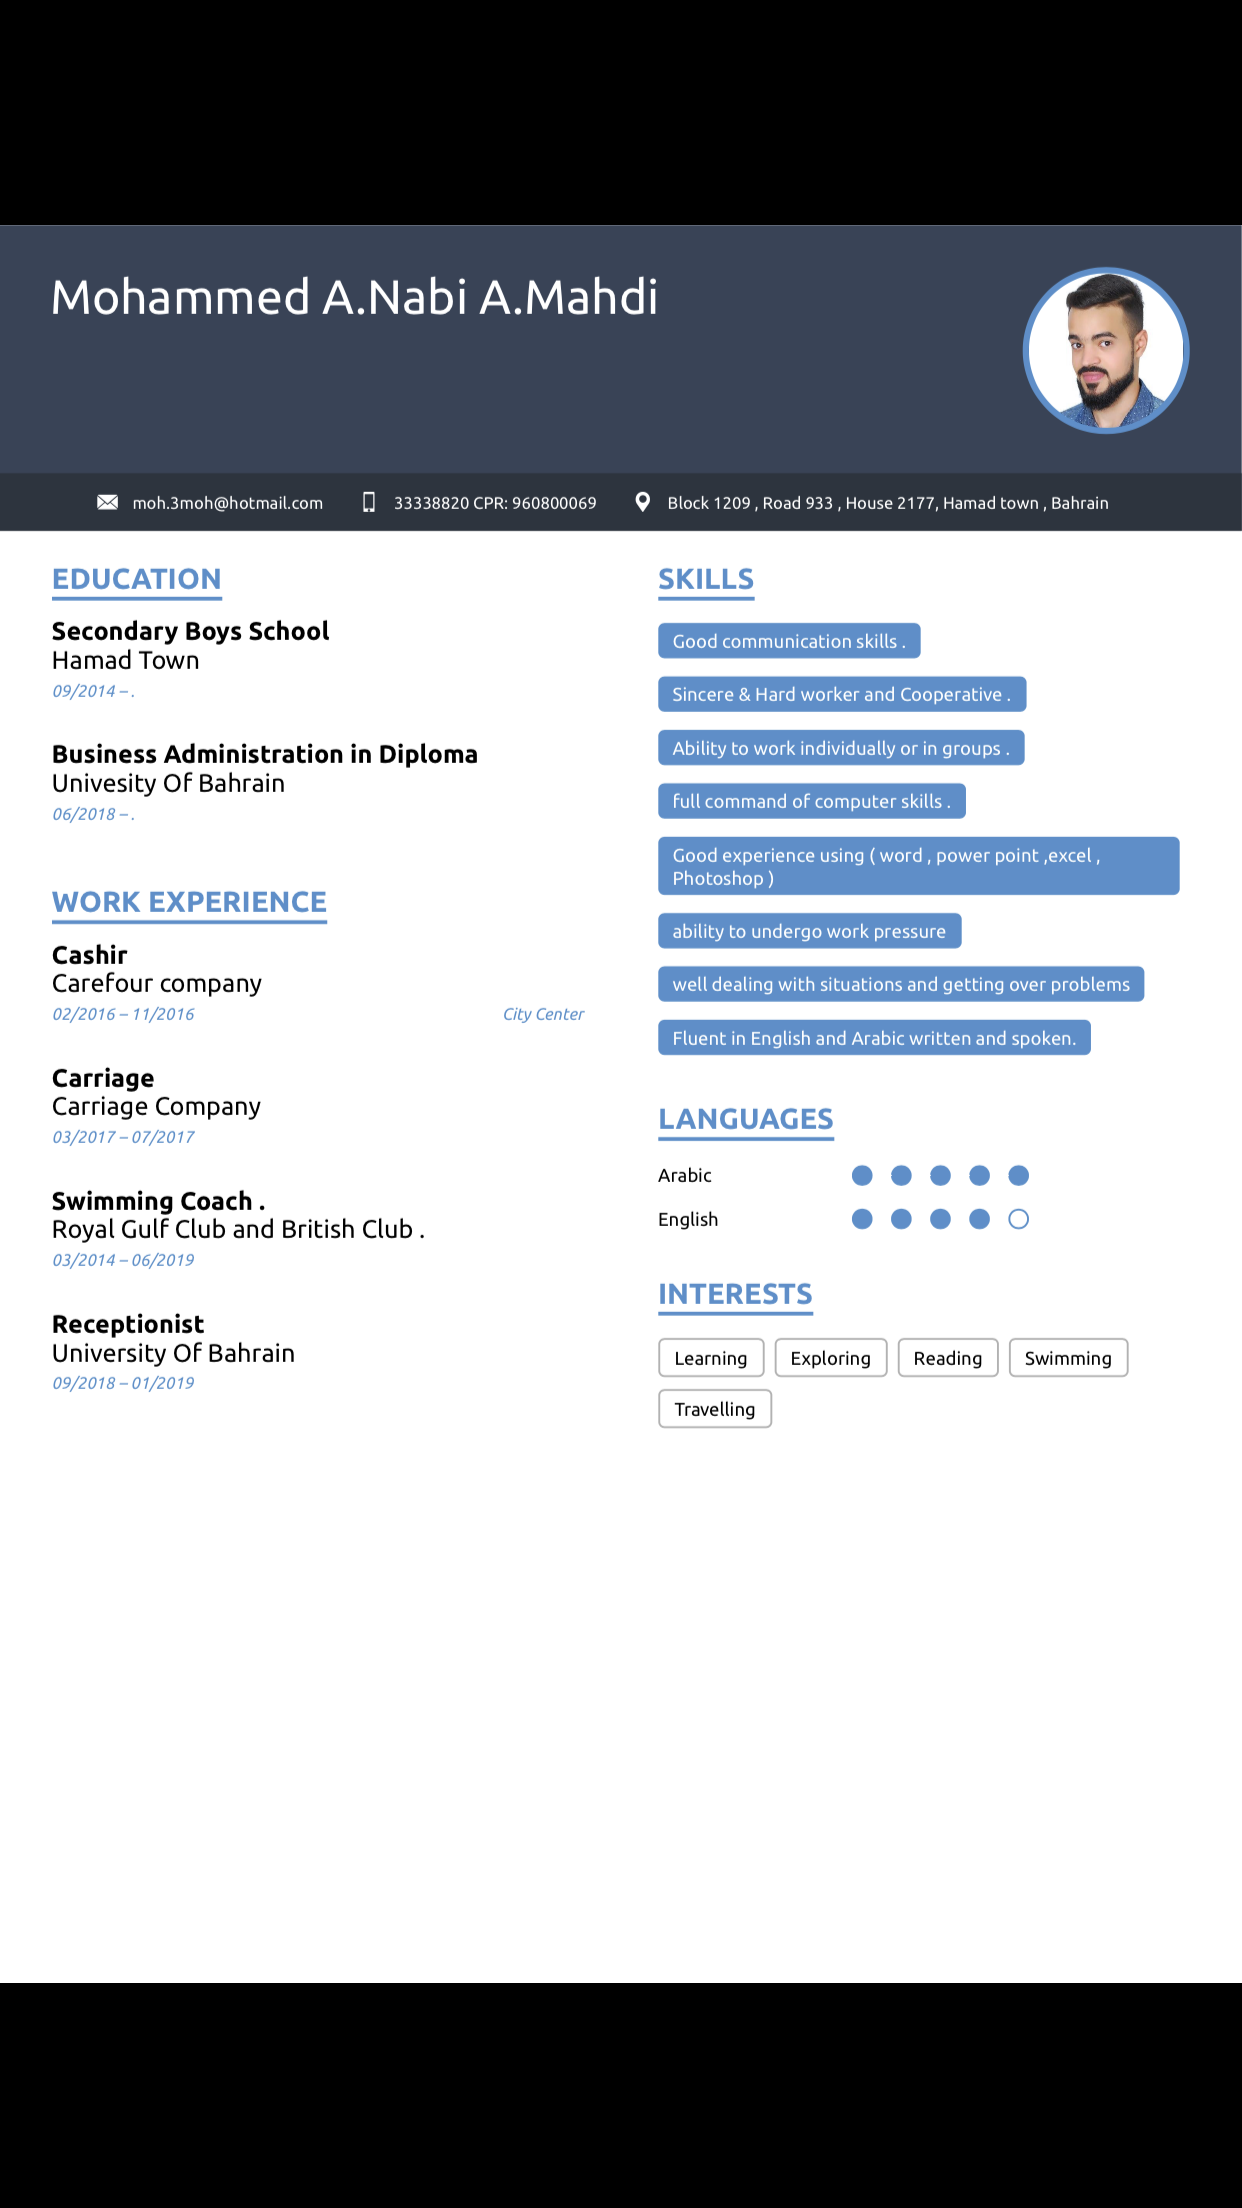 Mohammed A.Nabi A.Mahdi
moh.3moh@hotmail.com
33338820 CPR: 960800069
Block 1209 , Road 933 , House 2177, Hamad town , Bahrain
EDUCATION
Secondary Boys School
Hamad Town
09/2014 – .
Business Administration in Diploma
Univesity Of Bahrain
06/2018 – .
WORK EXPERIENCE
Cashir
Carefour company
02/2016 – 11/2016
City Center
Carriage
Carriage Company
03/2017 – 07/2017
Swimming Coach .
Royal Gulf Club and British Club .
03/2014 – 06/2019
Receptionist
University Of Bahrain
09/2018 – 01/2019
SKILLS
Good communication skills .
Sincere & Hard worker and Cooperative .
Ability to work individually or in groups .
full command of computer skills .
Good experience using ( word , power point ,excel ,
Photoshop )
ability to undergo work pressure
well dealing with situations and getting over problems
Fluent in English and Arabic written and spoken.
LANGUAGES
Arabic
English
INTERESTS
Learning
Exploring
Reading
Swimming
Travelling